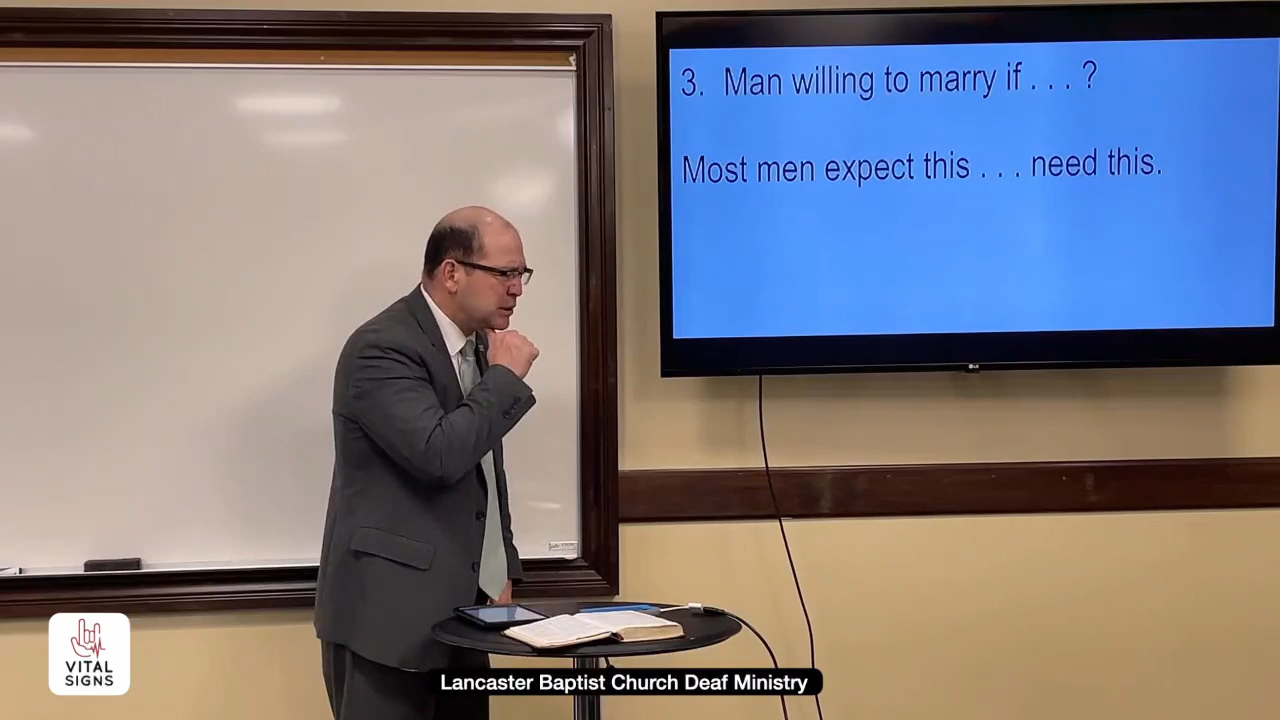 3. Man willing to marry if . . . ?
Most men expect this . . . need this.
VITAL
SIGNS
Lancaster Baptist Church Deaf Ministry